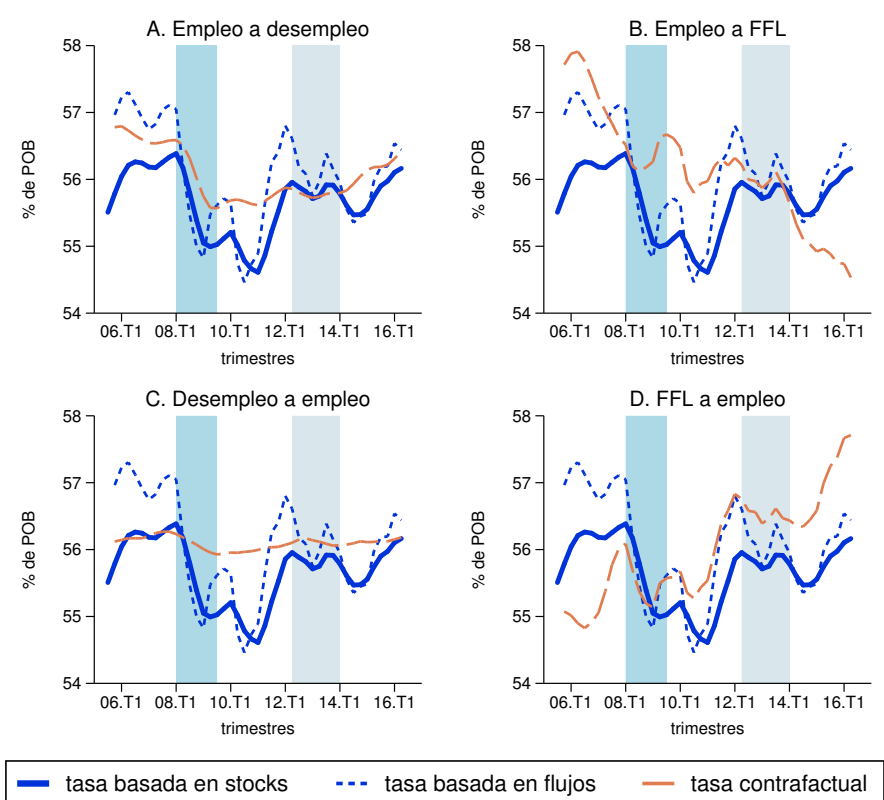 A. Empleo a desempleo
58
57
56
55
54
% de POB
06.T1 08.T1 10.T1 12.T1 14.T1 16.T1
trimestres
B. Empleo a FFL
58
57
56
55
54
% de POB
06.T1 08.T1 10.T1 12.T1 14.T1 16.T1
trimestres
C. Desempleo a empleo
58
57
56
55
54
% de POB
06.T1 08.T1 10.T1 12.T1 14.T1 16.T1
trimestres
D. FFL a empleo
58
57
56
55
54
% de POB
06.T1 08.T1 10.T1 12.T1 14.T1 16.T1
trimestres
tasa basada en stocks tasa basada en flujos tasa contrafactual